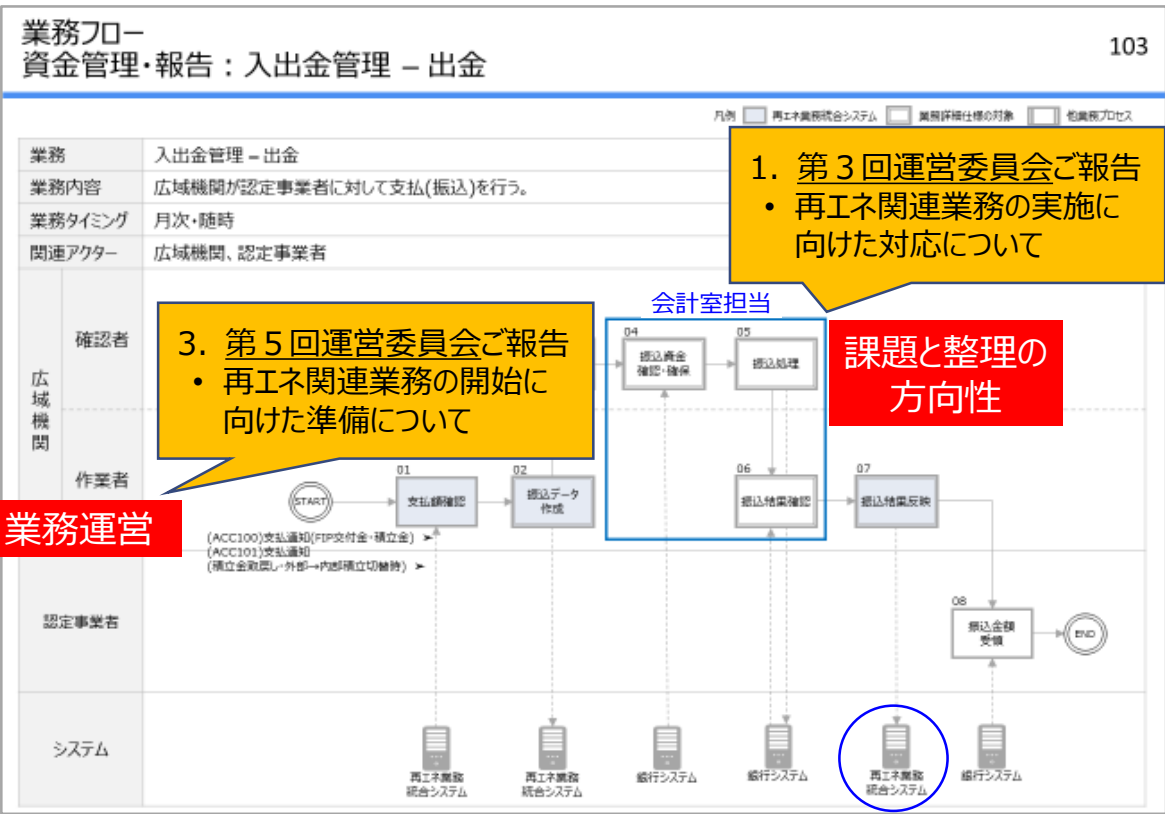 業務フロー
資金管理・報告：入出金管理 – 出金
103
凡例 再エネ業務統合システム 業務詳細仕様の対象 他業務プロセス
業務 入出金管理 – 出金
業務内容 広域機関が認定事業者に対して支払(振込)を行う。
業務タイミング 月次・随時
関連アクター 広域機関、認定事業者
1. 第３回運営委員会ご報告
• 再エネ関連業務の実施に
向けた対応について
会計室担当
課題と整理の
方向性
3. 第５回運営委員会ご報告
• 再エネ関連業務の開始に
向けた準備について
業務運営
広域機関
確認者
04
振込資金
確認・確保
05
振込処理
作業者
START
01
支払額確認
02
振込データ
作成
06
振込結果確認
07
振込結果反映
(ACC100)支払通知(FIP交付金・積立金) ➤
(ACC101)支払通知
(積立金取戻し・外部→内部積立切替時) ➤
認定事業者
08
振込金額
受領
END
システム
再エネ業務
統合システム
再エネ業務
統合システム
銀行システム
銀行システム
再エネ業務
統合システム
銀行システム